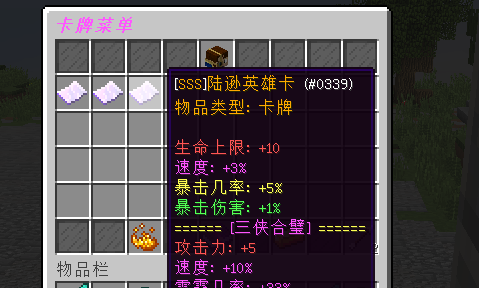 卡牌菜单
[SSS]陆逊英雄卡 (#0339)
物品类型: 卡牌
生命上限: +10
速度: +3%
暴击几率: +5%
暴击伤害: +1%
====== [三侠合璧] ======
攻击力: +5
速度: +10%
物品栏